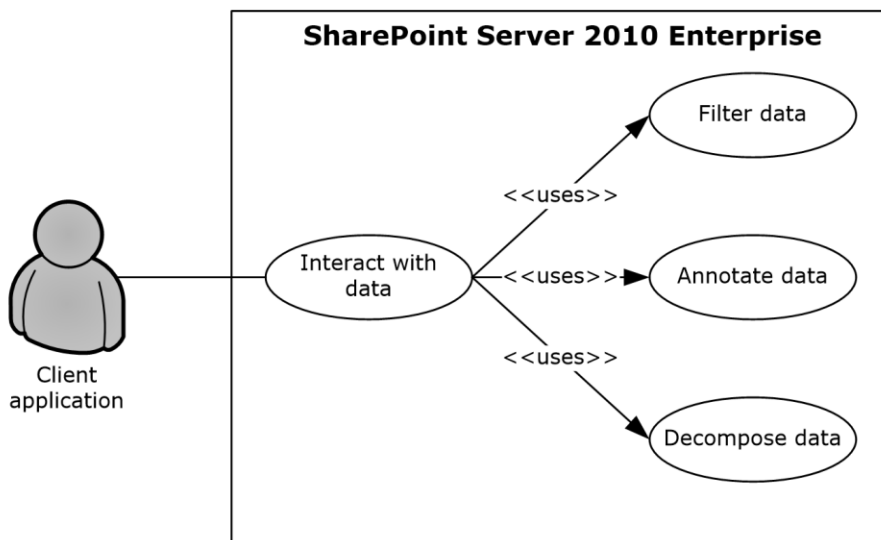 SharePoint Server 2010 Enterprise
Filter data
<<uses>>
Interact with
data
<<uses>>
Annotate data
<<uses>>
Client
application
Decompose data